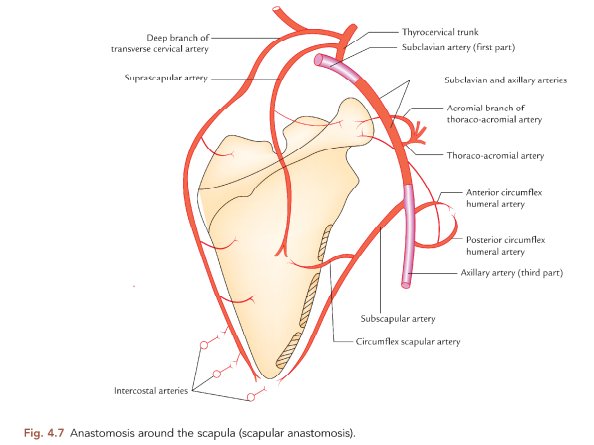 Deep branch of
transverse cervical artery
Suprascapular artery
Thyrocervical trunk
Subclavian artery (first part)
Subclavian and axillary arteries
Acromial branch of
thoraco-acromial artery
Thoraco-acromial artery
Anterior circumflex
humeral artery
Posterior circumflex
humeral artery
Axillary artery (third part)
Subscapular artery
Circumflex scapular artery
Intercostal arteries
Fig. 4.7 Anastomosis around the scapula (scapular anastomosis).